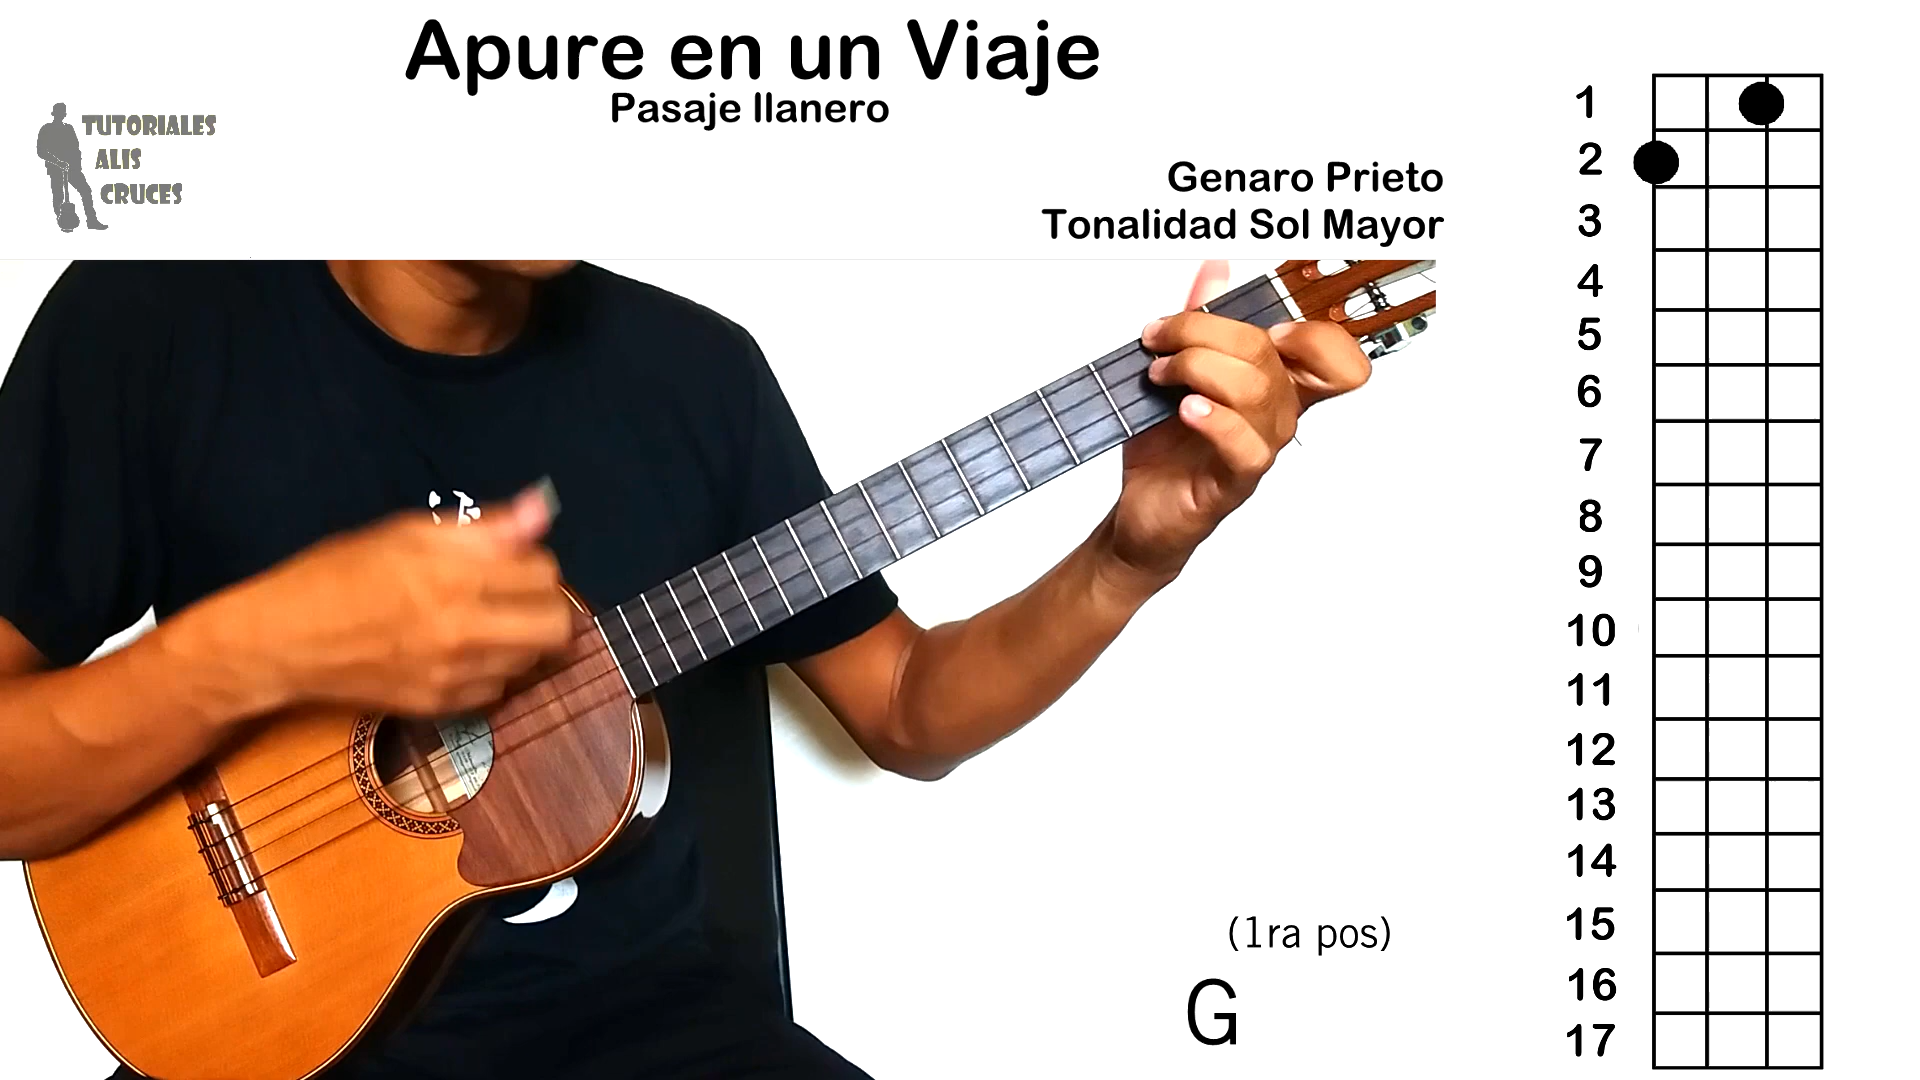 Apure en un Viaje
Pasaje llanero
TUTORIALES
ALIS
CRUCES
Genaro Prieto
Tonalidad Sol Mayor
(1ra pos)
G
1
2
3
4
5
6
7
8
9
10
11
12
13
14
15
16
17